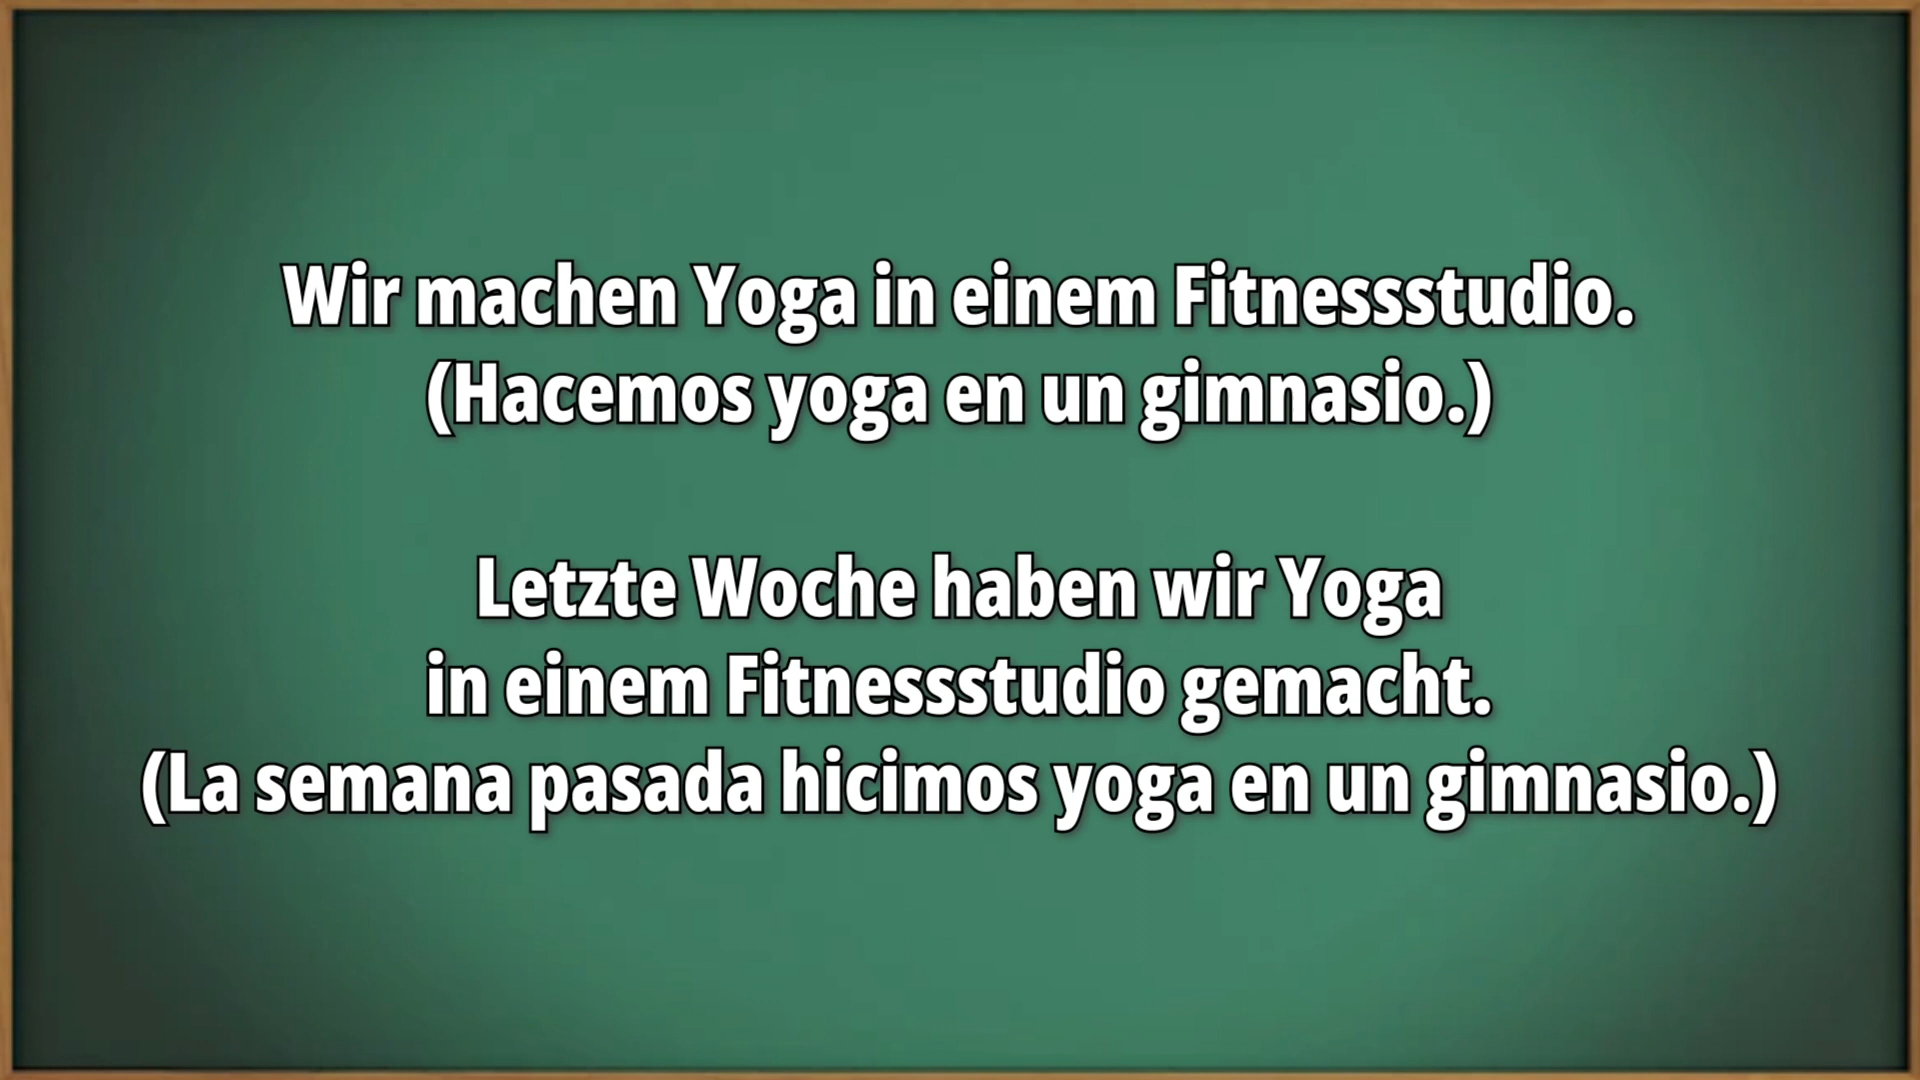 Wir machen Yoga in einem Fitnessstudio.
(Hacemos yoga en un gimnasio.)
Letzte Woche haben wir Yoga
in einem Fitnessstudio gemacht.
(La semana pasada hicimos yoga en un gimnasio.)